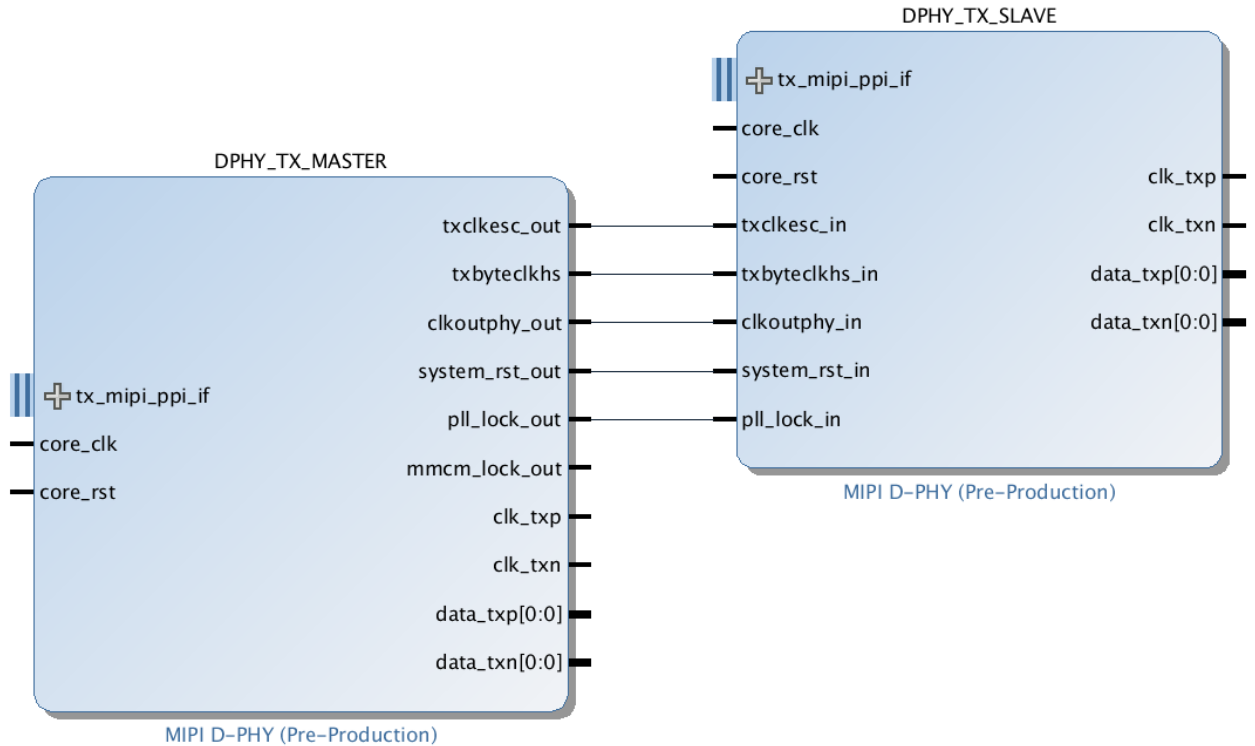 DPHY_TX_MASTER
txclkesc_out
txbyteclkhs
clkoutphy_out
system_rst_out
tx_mipi_ppi_if
pll_lock_out
core_clk
mmcm_lock_out
core_rst
clk_txp
clk_txn
data_txp[0:0]
data_txn[0:0]
MIPI D-PHY (Pre-Production)
DPHY_TX_SLAVE
tx_mipi_ppi_if
core_clk
core_rst
clk_txp
txclkesc_in
clk_txn
txbyteclkhs_in
data_txp[0:0]
clkoutphy_in
data_txn[0:0]
system_rst_in
pll_lock_in
MIPI D-PHY (Pre-Production)